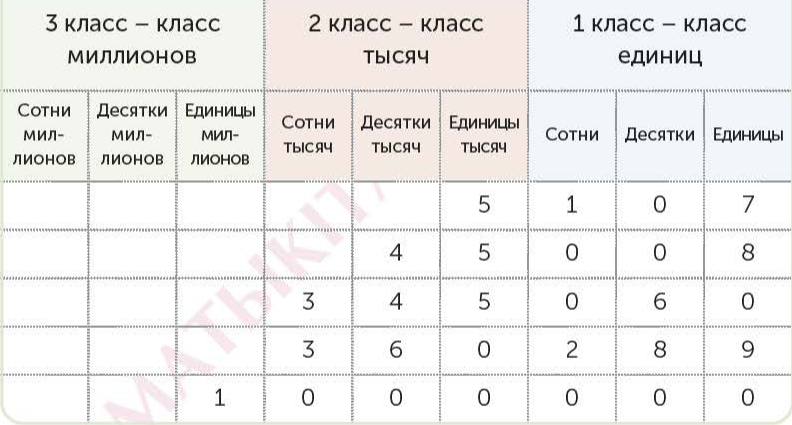 3 класс – класс миллионов 2 класс – класс тысяч 1 класс – класс единиц
Сотни мил- лионов Десятки мил- лионов Единицы мил- лионов Сотни тысяч Десятки тысяч Единицы тысяч Сотни Десятки Единицы
5 1 0 7
4 5 0 0 8
3 4 5 0 6 0
3 6 0 2 8 9
1 0 0 0 0 0 0